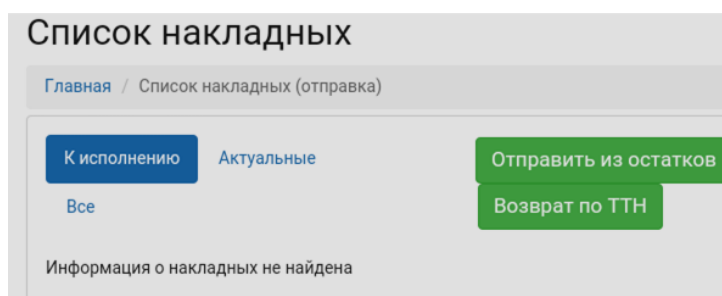 Список накладных
Главная / Список накладных (отправка)
К исполнению Актуальные Отправить из остатков
Все Возврат по ТТН
Информация о накладных не найдена